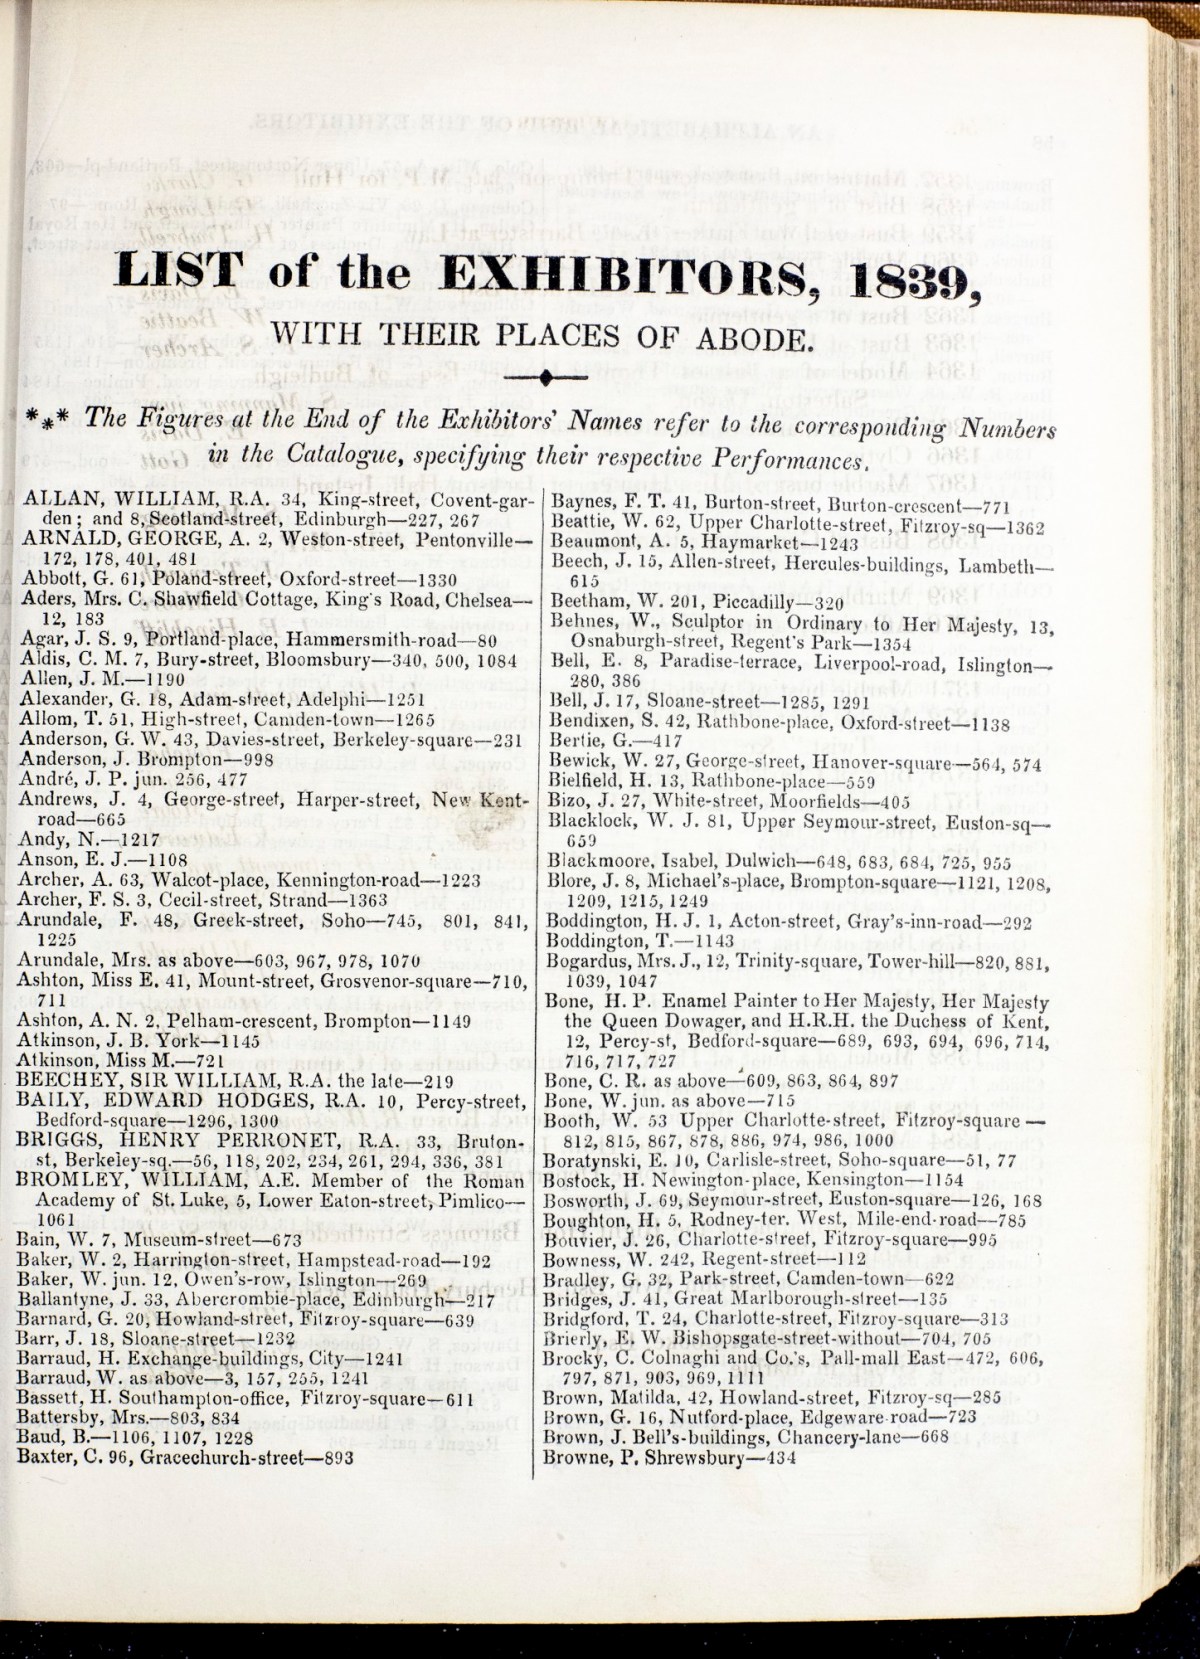 LIST of the EXHIBITORS, 1839,
WITH THEIR PLACES OF ABODE.
*** The Figures at the End of the Exhibitors' Names refer to the corresponding Numbers
in the Catalogue, specifying their respective Performances.
ALLAN, WILLIAM, R.A. 34, King-street, Covent-gar-
den; and 8, Scotland-street, Edinburgh—227, 267
ARNALD, GEORGE, A. 2, Weston-street, Pentonville—
172, 178, 401, 481
Abbott, G. 61, Poland-street, Oxford-street—1330
Aders, Mrs. C. Shawfield Cottage, King's Road, Chelsea—
12, 183
Agar, J. S. 9, Portland-place, Hammersmith-road—80
Aldis, C. M. 7, Bury-street, Bloomsbury—340, 500, 1084
Allen, J. M.—1190
Alexander, G. 18, Adam-street, Adelphi—1251
Allom, T. 51, High-street, Camden-town—1265
Anderson, G. W. 43, Davies-street, Berkeley-square—231
Anderson, J. Brompton—998
André, J. P. jun. 256, 477
Andrews, J. 4, George-street, Harper-street, New Kent-
road—665
Andy, N.—1217
Anson, E. J.—1108
Archer, A. 63, Walcot-place, Kennington-road—1223
Archer, F. S. 3, Cecil-street, Strand—1363
Arundale, F. 48, Greek-street, Soho—745, 801, 841,
1225
Arundale, Mrs. as above—603, 967, 978, 1070
Ashton, Miss E. 41, Mount-street, Grosvenor-square—710,
711
Ashton, A. N. 2, Pelham-crescent, Brompton—1149
Atkinson, J. B. York—1145
Atkinson, Miss M.—721
BEECHEY, SIR WILLIAM, R.A. the late—219
BAILY, EDWARD HODGES, R.A. 10, Percy-street,
Bedford-square—1296, 1300
BRIGGS, HENRY PERRONET, R.A. 33, Bruton-
st, Berkeley-sq.—56, 118, 202, 234, 261, 294, 336, 381
BROMLEY, WILLIAM, A.E. Member of the Roman
Academy of St. Luke, 5, Lower Eaton-street, Pimlico—
1061
Bain, W. 7, Museum-street—673
Baker, W. 2, Harrington-street, Hampstead-road—192
Baker, W. jun. 12, Owen's-row, Islington—269
Ballantyne, J. 33, Abercrombie-place, Edinburgh—217
Barnard, G. 20, Howland-street, Fitzroy-square—639
Barr, J. 18, Sloane-street—1232
Barraud, H. Exchange-buildings, City—1241
Barraud, W. as above—3, 157, 255, 1241
Bassett, H. Southampton-office, Fitzroy-square—611
Battersby, Mrs.—803, 834
Baud, B.—1106, 1107, 1228
Baxter, C. 96, Gracechurch-street—893
Baynes, F. T. 41, Burton-street, Burton-crescent—771
Beattie, W. 62, Upper Charlotte-street, Fitzroy-sq—1362
Beaumont, A. 5, Haymarket—1243
Beech, J. 15, Allen-street, Hercules-buildings, Lambeth—
615
Beetham, W. 201, Piccadilly—320
Behnes, W., Sculptor in Ordinary to Her Majesty, 13,
Osnaburgh-street, Regent's Park—1354
Bell, E. 8, Paradise-terrace, Liverpool-road, Islington—
280, 386
Bell, J. 17, Sloane-street—1285, 1291
Bendixen, S. 42, Rathbone-place, Oxford-street—1138
Bertie, G.—417
Bewick, W. 27, George-street, Hanover-square—564, 574
Bielfield, H. 13, Rathbone-place—559
Bizo, J. 27, White-street, Moorfields—405
Blacklock, W. J. 81, Upper Seymour-street, Euston-sq—
659
Blackmoore, Isabel, Dulwich—648, 683, 684, 725, 955
Blore, J. 8, Michael's-place, Brompton-square—1121, 1208,
1209, 1215, 1249
Boddington, H. J. 1, Acton-street, Gray's-inn-road—292
Boddington, T.—1143
Bogardus, Mrs. J., 12, Trinity-square, Tower-hill—820, 881,
1039, 1047
Bone, H. P. Enamel Painter to Her Majesty, Her Majesty
the Queen Dowager, and H.R.H. the Duchess of Kent,
12, Percy-st, Bedford-square—689, 693, 694, 696, 714,
716, 717, 727
Bone, C. R. as above—609, 863, 864, 897
Bone, W. jun. as above—715
Booth, W. 53 Upper Charlotte-street, Fitzroy-square—
812, 815, 867, 878, 886, 974, 986, 1000
Boratynski, E. 10, Carlisle-street, Soho-square—51, 77
Bostock, H. Newington-place, Kensington—1154
Bosworth, J. 69, Seymour-street, Euston-square—126, 168
Boughton, H. 5, Rodney-ter. West, Mile-end-road—785
Bouvier, J. 26, Charlotte-street, Fitzroy-square—995
Bowness, W. 242, Regent-street—112
Bradley, G. 32, Park-street, Camden-town—622
Bridges, J. 41, Great Marlborough-street—135
Bridgford, T. 24, Charlotte-street, Fitzroy-square—313
Brierly, E. W. Bishopsgate-street-without—704, 705
Brocky, C. Colnaghi and Co.'s, Pall-mall East—472, 606,
797, 871, 903, 969, 1111
Brown, Matilda, 42, Howland-street, Fitzroy-sq—285
Brown, G. 16, Nutford-place, Edgeware-road—723
Brown, J. Bell's-buildings, Chancery-lane—668
Browne, P. Shrewsbury—434